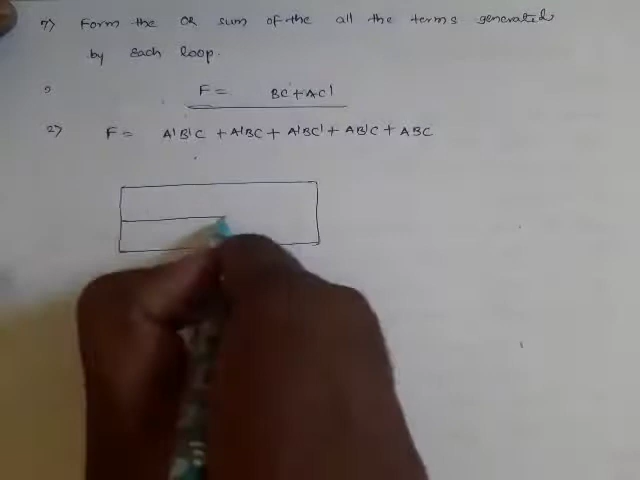 7) Form the OR sum of the all the terms generated
by each loop.
F = BC + AC'
2) F = A'B'C + A'BC + A'BC' + AB'C + ABC